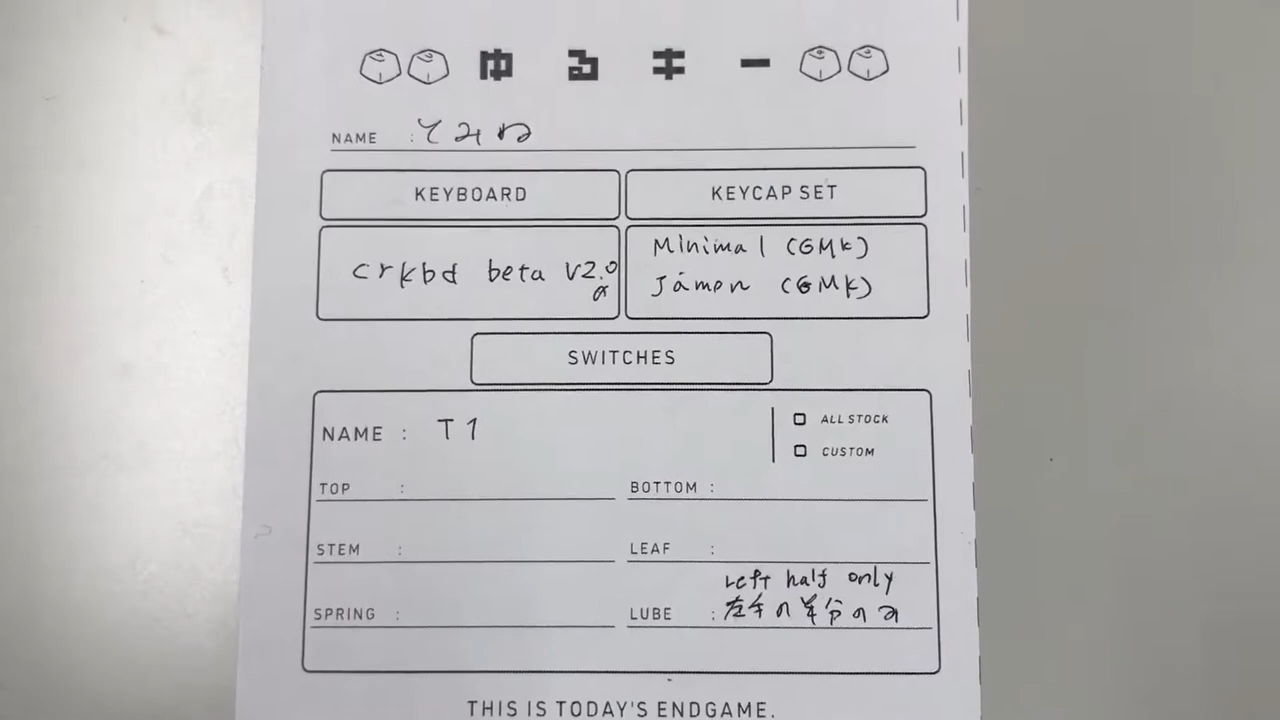 ゆるキー
NAME : とみね
KEYBOARD
KEYCAP SET
crkbd beta V2.0
α
Minimal (GMK)
Jámon (GMK)
SWITCHES
NAME : T1
ALL STOCK
CUSTOM
TOP :
BOTTOM :
STEM :
LEAF :
Left half only
SPRING :
LUBE : 左手の半分のみ
THIS IS TODAY'S ENDGAME.